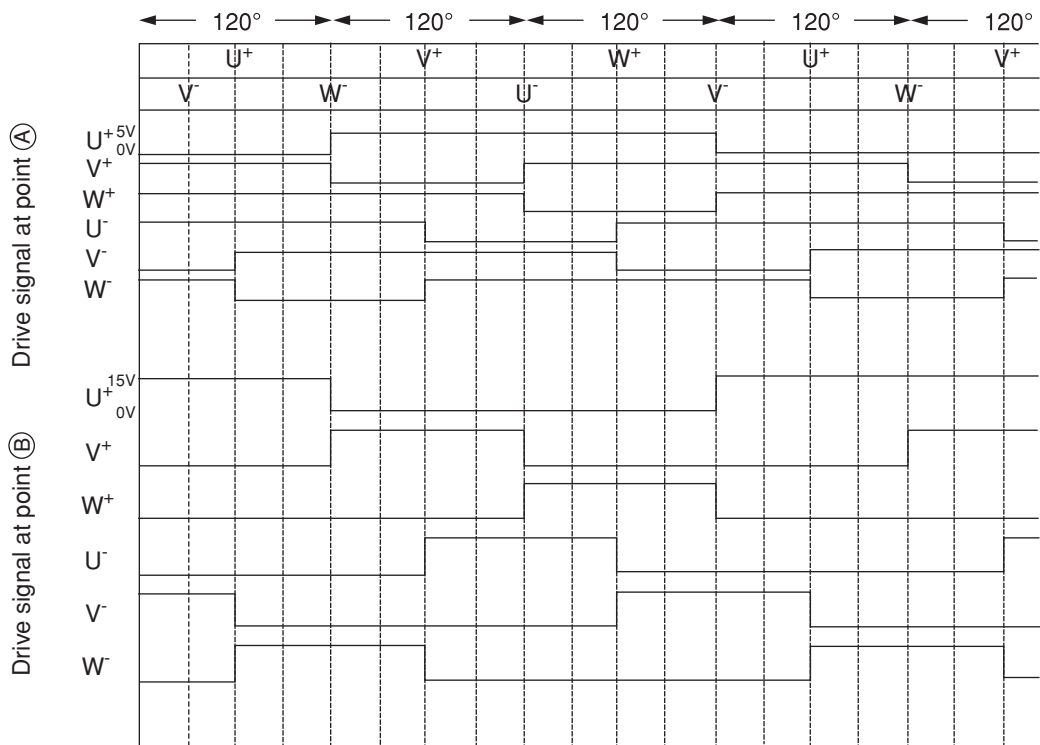 120° 120° 120° 120° 120°
U⁺ V⁺ W⁺ U⁺ V⁺
V⁻ W⁻ U⁻ V⁻ W⁻
Drive signal at point Ⓐ
U⁺ 5V
0V
V⁺
W⁺
U⁻
V⁻
W⁻
Drive signal at point Ⓑ
U⁺ 15V
0V
V⁺
W⁺
U⁻
V⁻
W⁻